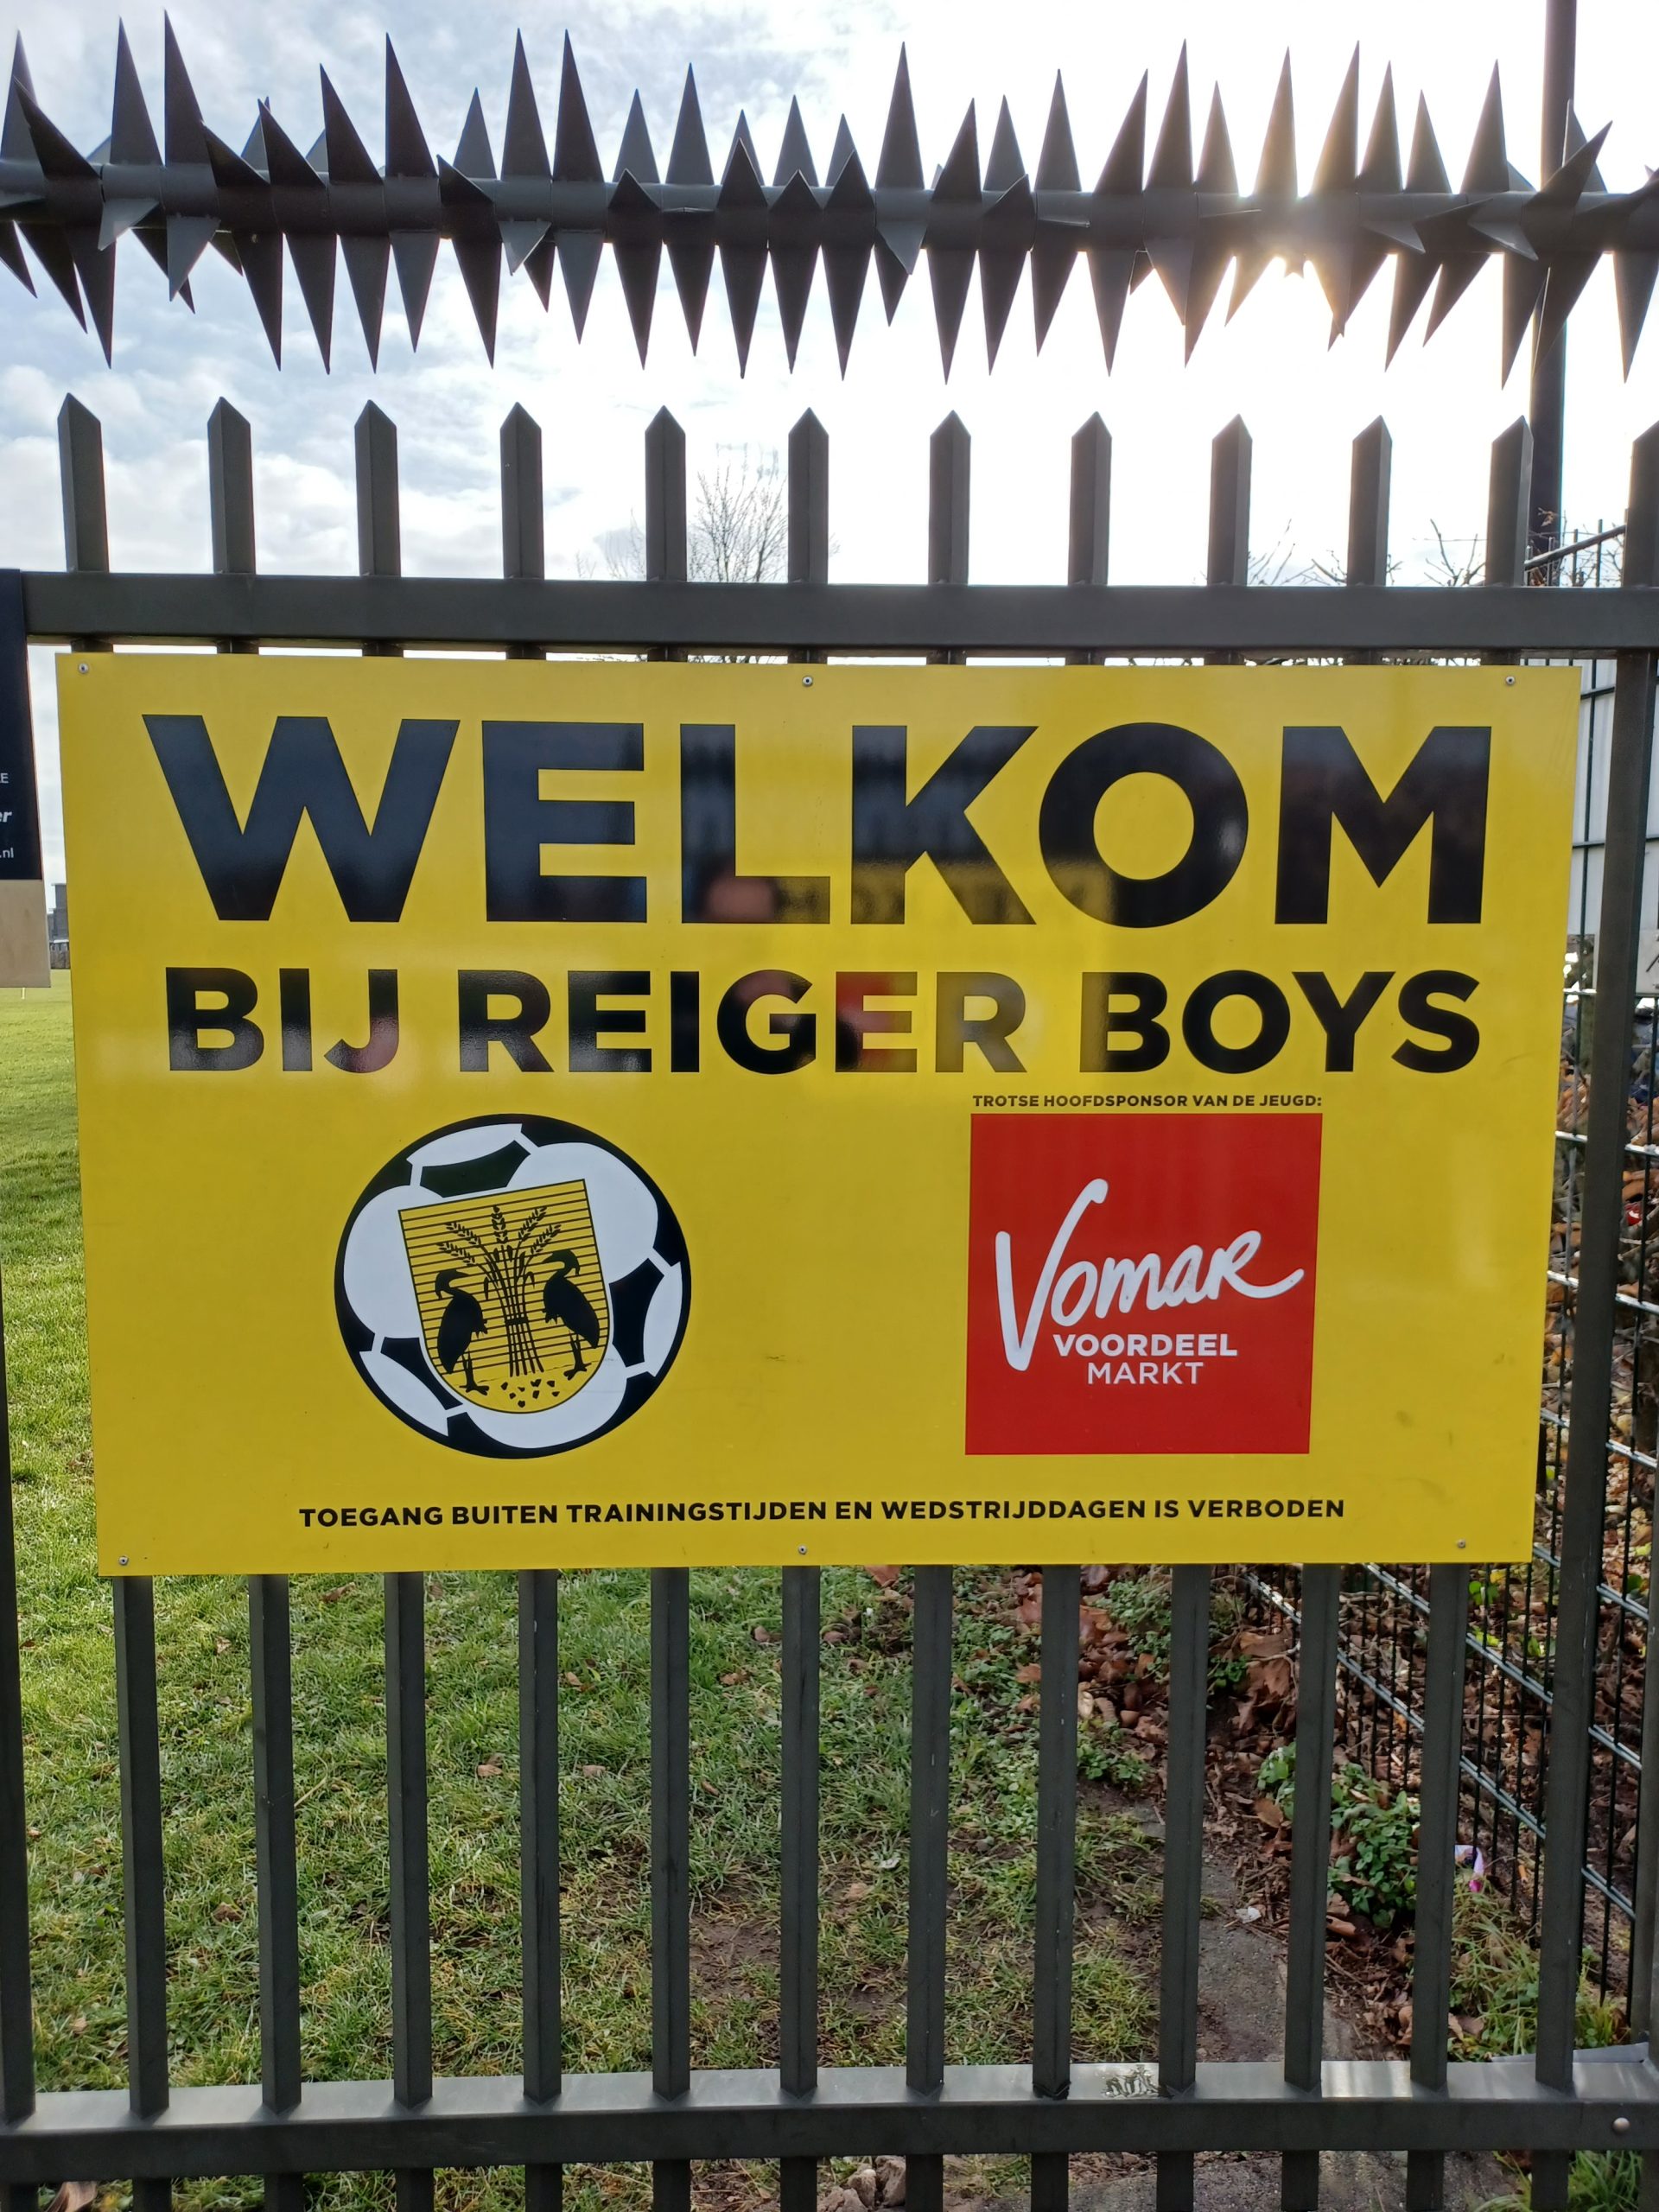 WELKOM
BIJ REIGER BOYS
TROTSE HOOFDSPONSOR VAN DE JEUGD:
Vomar
VOORDEEL
MARKT
TOEGANG BUITEN TRAININGSTIJDEN EN WEDSTRIJDDAGEN IS VERBODEN
.nl